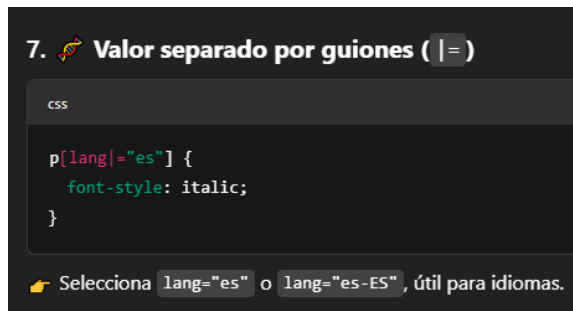 7. 🧬 Valor separado por guiones ( |= )
css
p[lang|="es"] {
  font-style: italic;
}
👉 Selecciona lang="es" o lang="es-ES", útil para idiomas.